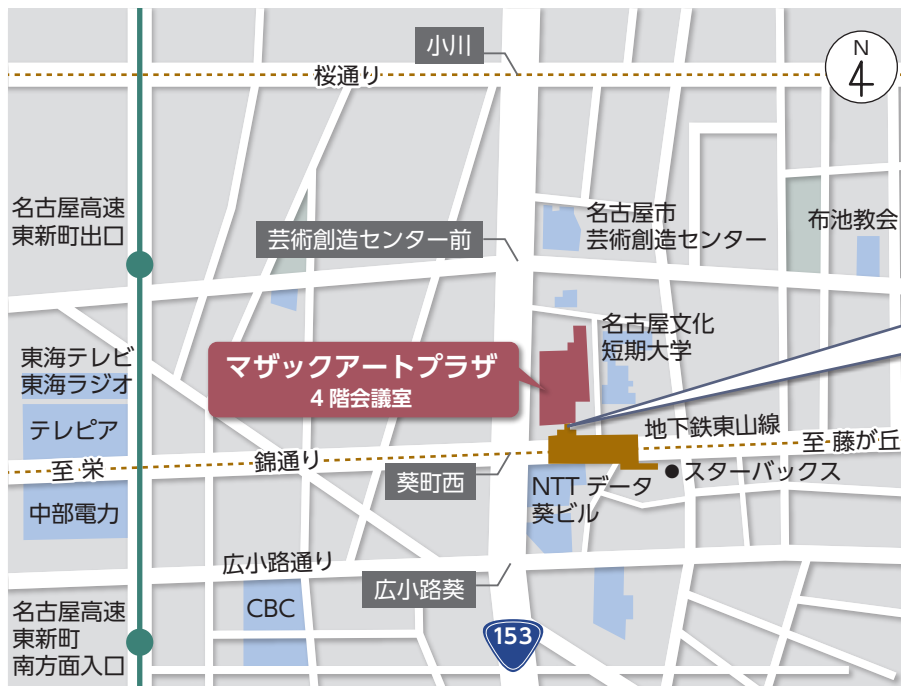 小川
N
桜通り
名古屋高速
東新町出口
芸術創造センター前
名古屋市
芸術創造センター
布池教会
東海テレビ
東海ラジオ
マザックアートプラザ
4階会議室
名古屋文化
短期大学
テレピア
至 栄
錦通り
地下鉄東山線
至 藤が丘
葵町西
NTT データ
葵ビル
スターバックス
中部電力
広小路通り
広小路葵
名古屋高速
東新町
南方面入口
CBC
153